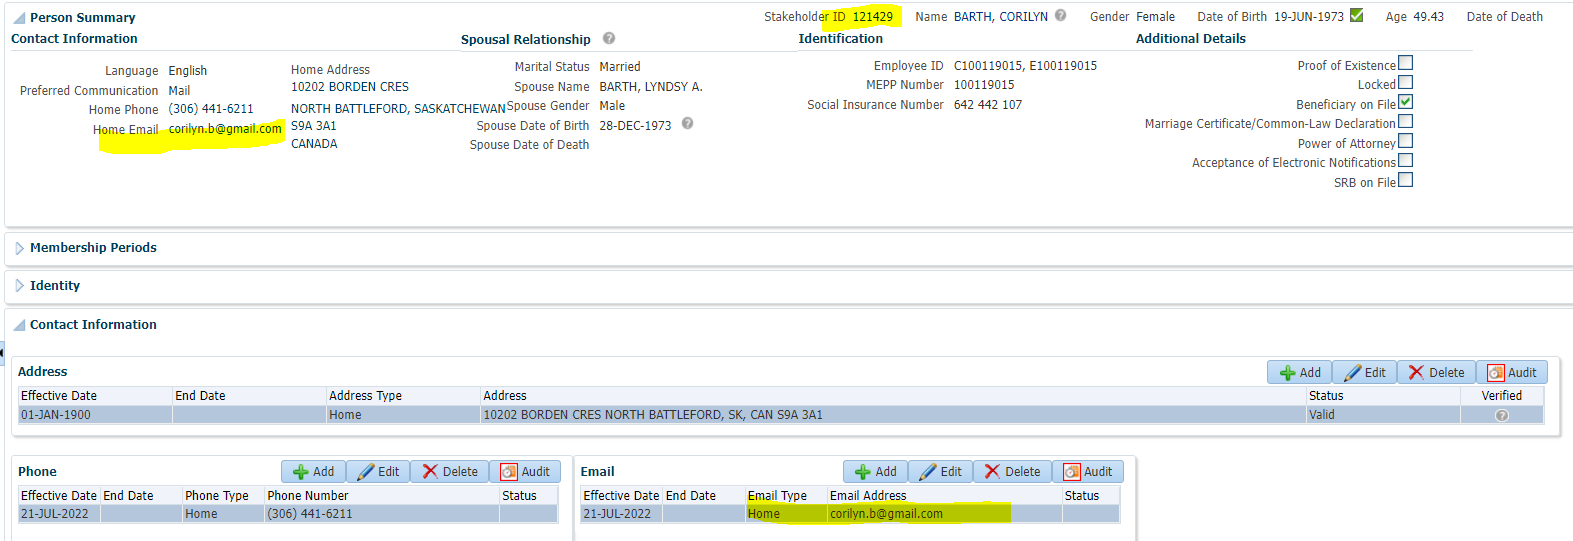 Person Summary Stakeholder ID 121429 Name BARTH, CORILYN ? Gender Female Date of Birth 19-JUN-1973 Age 49.43 Date of Death
Contact Information Spousal Relationship ? Identification Additional Details
Language English Home Address Marital Status Married Employee ID C100119015, E100119015 Proof of Existence
Preferred Communication Mail 10202 BORDEN CRES Spouse Name BARTH, LYNDSY A. MEPP Number 100119015 Locked
Home Phone (306) 441-6211 NORTH BATTLEFORD, SASKATCHEWAN Spouse Gender Male Social Insurance Number 642 442 107 Beneficiary on File
Home Email corilyn.b@gmail.com S9A 3A1 Spouse Date of Birth 28-DEC-1973 ? Marriage Certificate/Common-Law Declaration
CANADA Spouse Date of Death Power of Attorney
Acceptance of Electronic Notifications
SRB on File
Membership Periods
Identity
Contact Information
Address Add Edit Delete Audit
Effective Date End Date Address Type Address Status Verified
01-JAN-1900 Home 10202 BORDEN CRES NORTH BATTLEFORD, SK, CAN S9A 3A1 Valid ?
Phone Add Edit Delete Audit Email Add Edit Delete Audit
Effective Date End Date Phone Type Phone Number Status Effective Date End Date Email Type Email Address Status
21-JUL-2022 Home (306) 441-6211 21-JUL-2022 Home corilyn.b@gmail.com